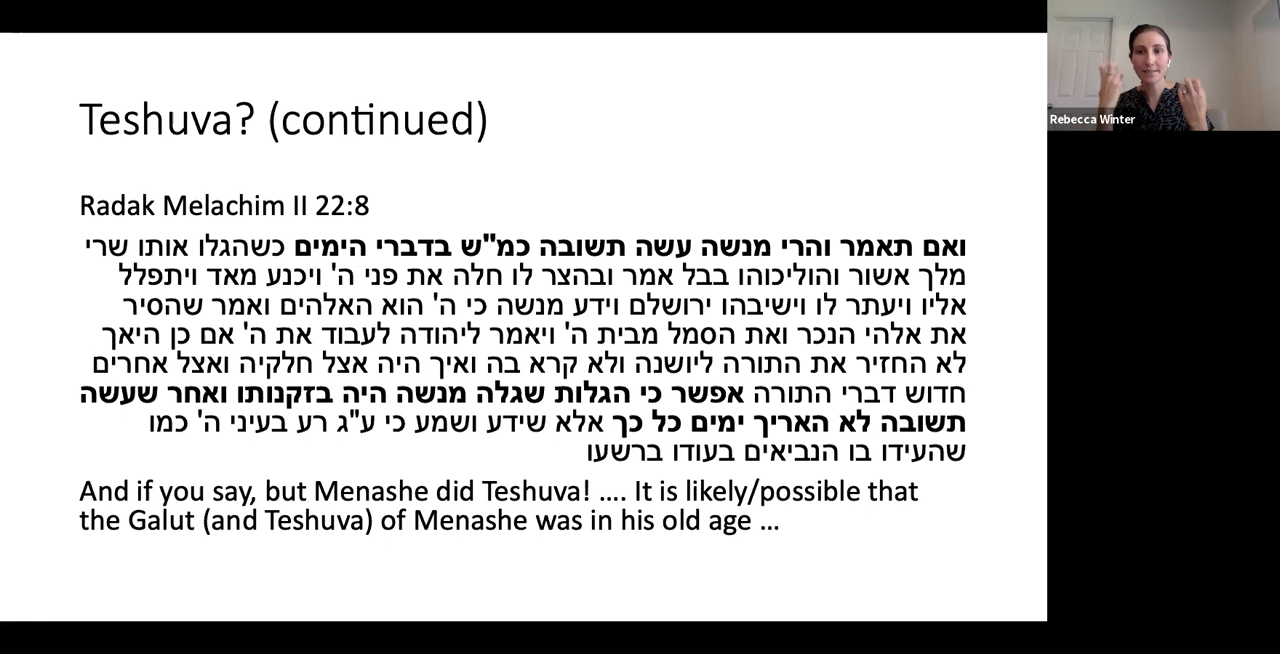 Teshuva? (continued)
Radak Melachim II 22:8
ואם תאמר והרי מנשה עשה תשובה כמ"ש בדברי הימים כשהגלו אותו שרי
מלך אשור והוליכוהו בבל אמר ובהצר לו חלה את פני ה' ויכנע מאד ויתפלל
אליו ויעתר לו וישיבהו ירושלם וידע מנשה כי ה' הוא האלהים ואמר שהסיר
את אלהי הנכר ואת הסמל מבית ה' ויאמר ליהודה לעבוד את ה' אם כן היאך
לא החזיר את התורה ליושנה ולא קרא בה ואיך היה אצל חלקיה ואצל אחרים
חדוש דברי התורה אפשר כי הגלות שגלה מנשה היה בזקנותו ואחר שעשה
תשובה לא האריך ימים כל כך אלא שידע ושמע כי ע"ג רע בעיני ה' כמו
שהעידו בו הנביאים בעודו ברשעו
And if you say, but Menashe did Teshuva! …. It is likely/possible that
the Galut (and Teshuva) of Menashe was in his old age …
Rebecca Winter